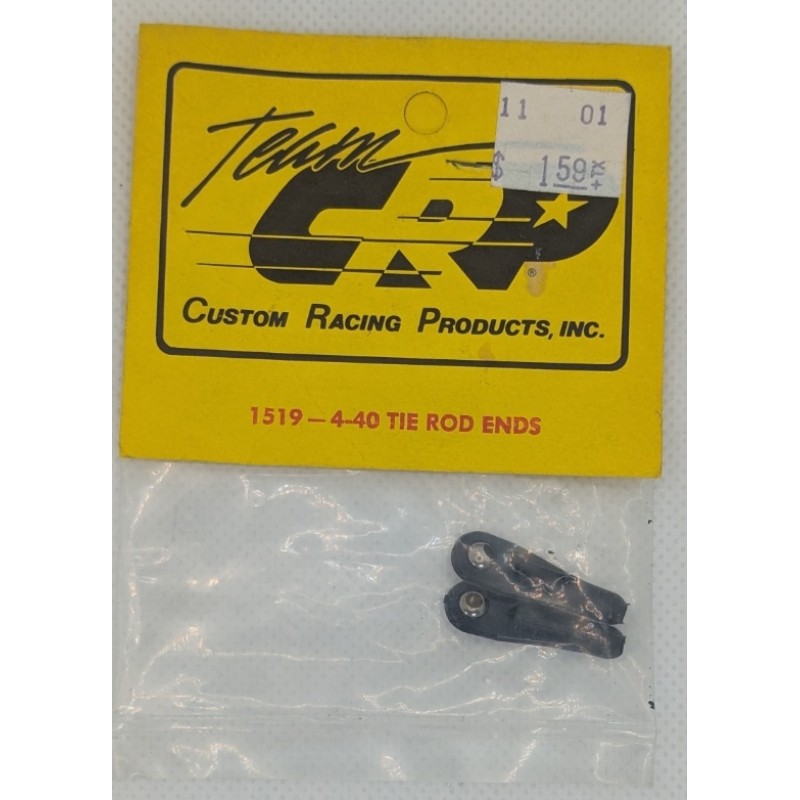 11 01
$ 1.59
Team
CRP®
CUSTOM RACING PRODUCTS, INC.
1519 – 4-40 TIE ROD ENDS